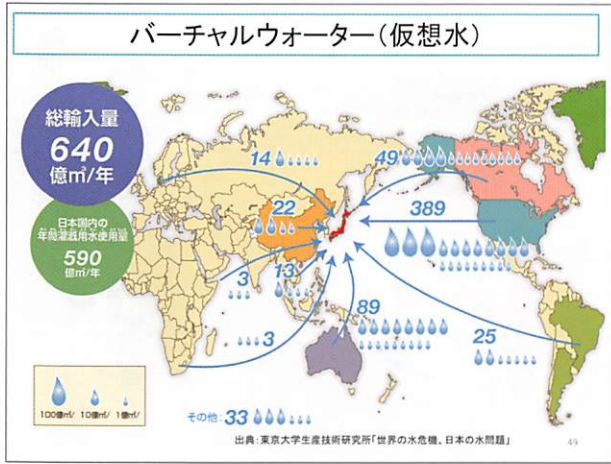 バーチャルウォーター(仮想水)
総輸入量
640
億㎥/年
日本国内の
年間灌漑用水使用量
590
億㎥/年
14
49
22
389
3
13
3
89
25
その他:33
100億㎥/
10億㎥/
1億㎥/
出典:東京大学生産技術研究所「世界の水危機、日本の水問題」
49